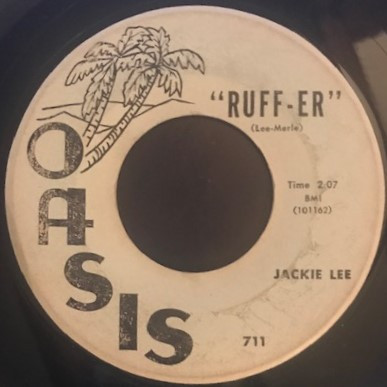 OASIS
"RUFF-ER"
(Lee-Merle)
Time 2:07
BMI
(101162)
JACKIE LEE
711